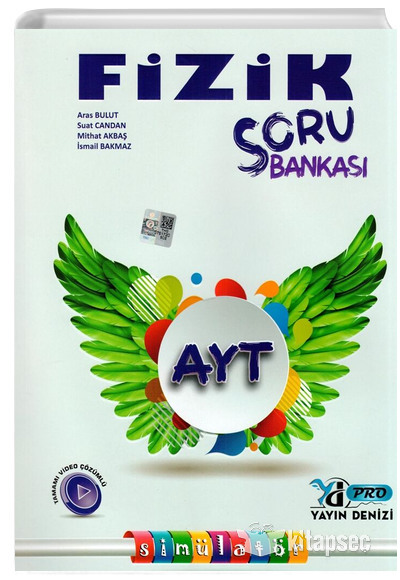 FİZİK
Aras BULUT
Suat CANDAN
Mithat AKBAŞ
İsmail BAKMAZ
SORU
BANKASI
AYT
TAMAMI VİDEO ÇÖZÜMLÜ
PRO
YAYIN DENİZİ
simülatör
kitapseç